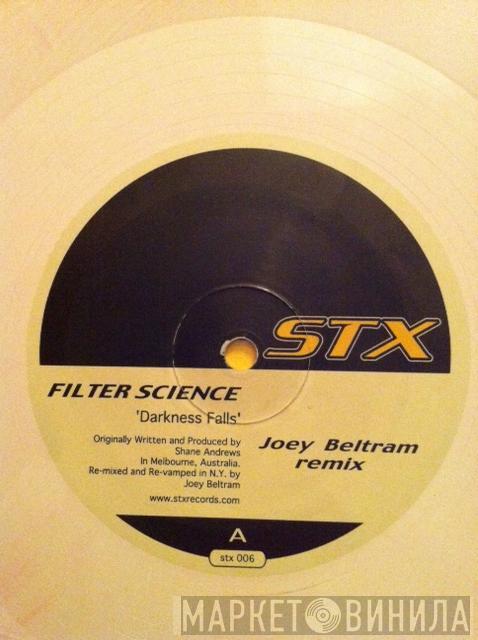 STX
FILTER SCIENCE
'Darkness Falls'
Originally Written and Produced by
Shane Andrews
In Melbourne, Australia.
Re-mixed and Re-vamped in N.Y. by
Joey Beltram
www.stxrecords.com
Joey Beltram
remix
A
stx 006
МАРКЕТ ВИНИЛА